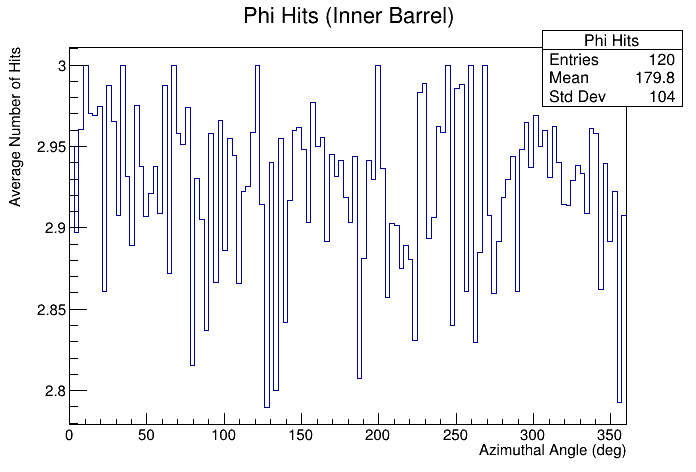 Phi Hits (Inner Barrel)
Phi Hits
Entries 120
Mean 179.8
Std Dev 104
Average Number of Hits
3
2.95
2.9
2.85
2.8
0 50 100 150 200 250 300 350
Azimuthal Angle (deg)